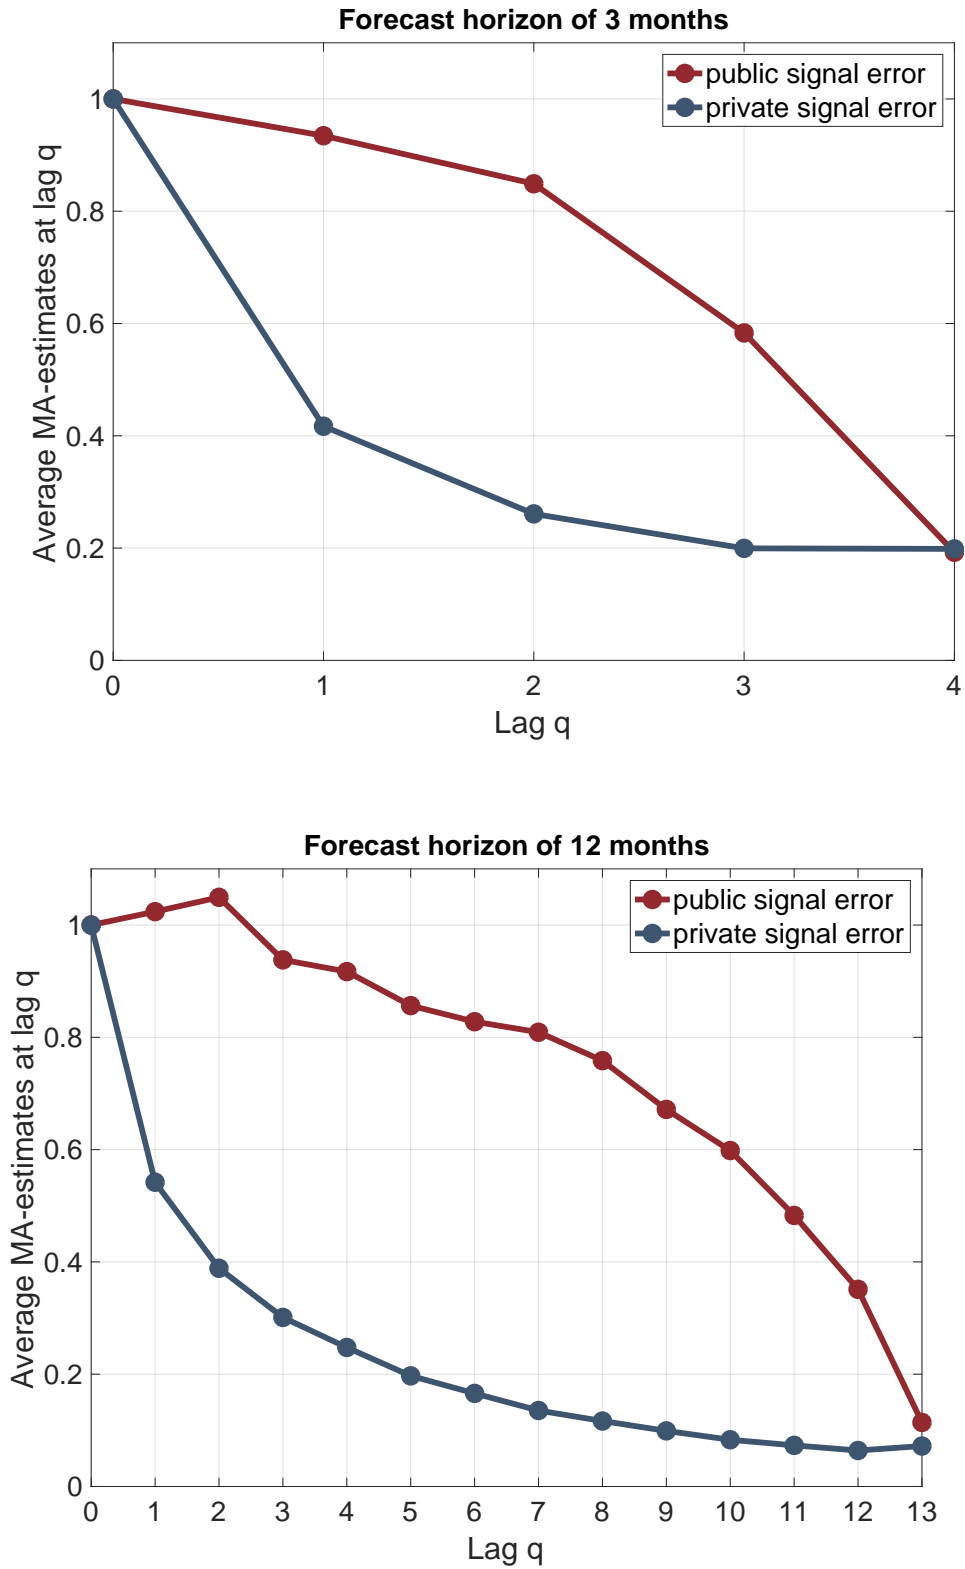 Forecast horizon of 3 months
public signal error
private signal error
Average MA-estimates at lag q
1
0.8
0.6
0.4
0.2
0
0 1 2 3 4
Lag q
Forecast horizon of 12 months
public signal error
private signal error
Average MA-estimates at lag q
1
0.8
0.6
0.4
0.2
0
0 1 2 3 4 5 6 7 8 9 10 11 12 13
Lag q